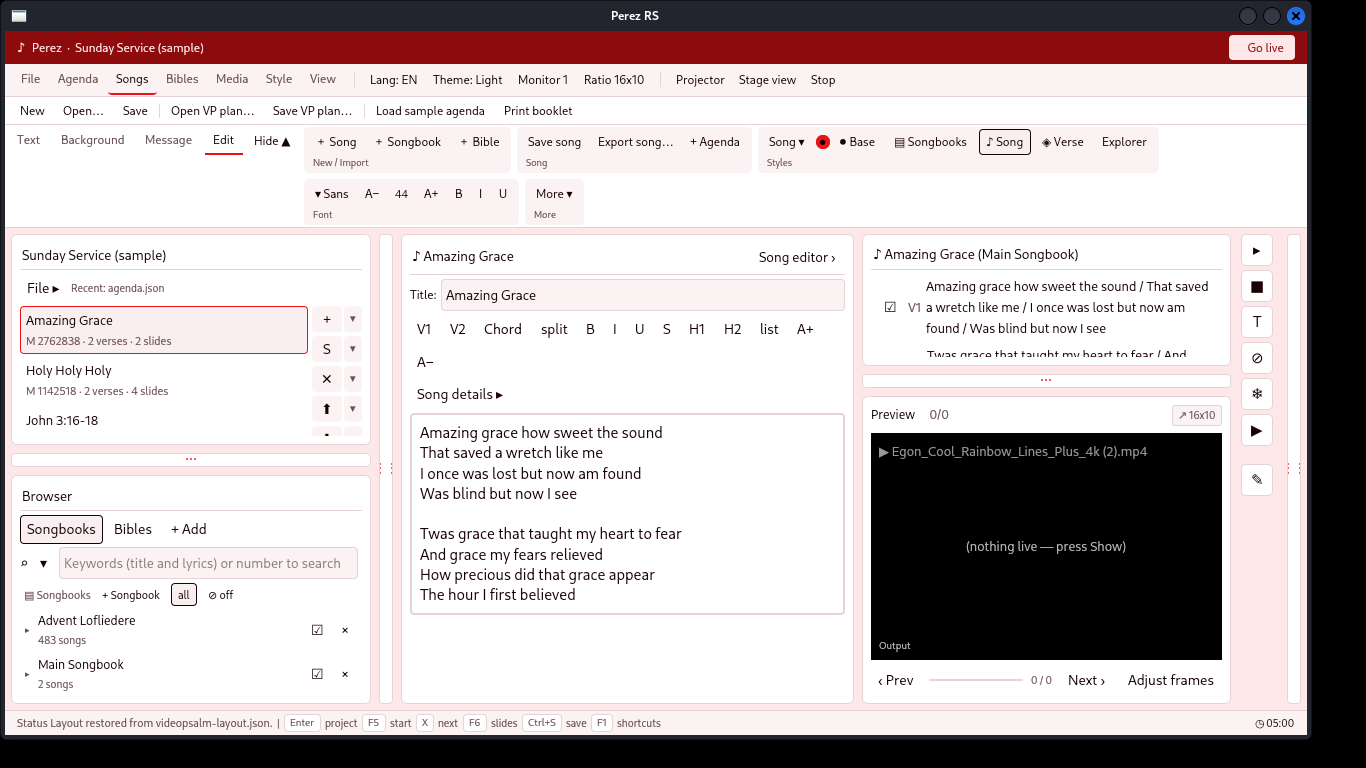 Perez RS
♪ Perez · Sunday Service (sample)
Go live
File Agenda Songs Bibles Media Style View Lang: EN Theme: Light Monitor 1 Ratio 16x10 Projector Stage view Stop
New Open… Save Open VP plan… Save VP plan… Load sample agenda Print booklet
Text Background Message Edit Hide ▲
+ Song + Songbook + Bible
New / Import
Save song Export song… + Agenda
Song
Song ▾ ● Base ▤ Songbooks ♪ Song ◈ Verse Explorer
Styles
▾ Sans A− 44 A+ B I U
Font
More ▾
More
Sunday Service (sample)
File ▸ Recent: agenda.json
Amazing Grace
M 2762838 · 2 verses · 2 slides
Holy Holy Holy
M 1142518 · 2 verses · 4 slides
John 3:16-18
+ ▾
S ▾
✕ ▾
⬆ ▾
Browser
Songbooks Bibles + Add
Keywords (title and lyrics) or number to search
▤ Songbooks + Songbook all ⊘ off
Advent Lofliedere
483 songs
Main Songbook
2 songs
♪ Amazing Grace
Song editor ›
Title: Amazing Grace
V1 V2 Chord split B I U S H1 H2 list A+
A−
Song details ▸
Amazing grace how sweet the sound
That saved a wretch like me
I once was lost but now am found
Was blind but now I see
Twas grace that taught my heart to fear
And grace my fears relieved
How precious did that grace appear
The hour I first believed
♪ Amazing Grace (Main Songbook)
☑ V1 Amazing grace how sweet the sound / That saved
a wretch like me / I once was lost but now am
found / Was blind but now I see
Twas grace that taught my heart to fear / And
Preview 0/0 ↗ 16x10
▶ Egon_Cool_Rainbow_Lines_Plus_4k (2).mp4
(nothing live — press Show)
Output
‹ Prev 0 / 0 Next › Adjust frames
T
Status Layout restored from videopsalm-layout.json. | Enter project F5 start X next F6 slides Ctrl+S save F1 shortcuts
◷ 05:00